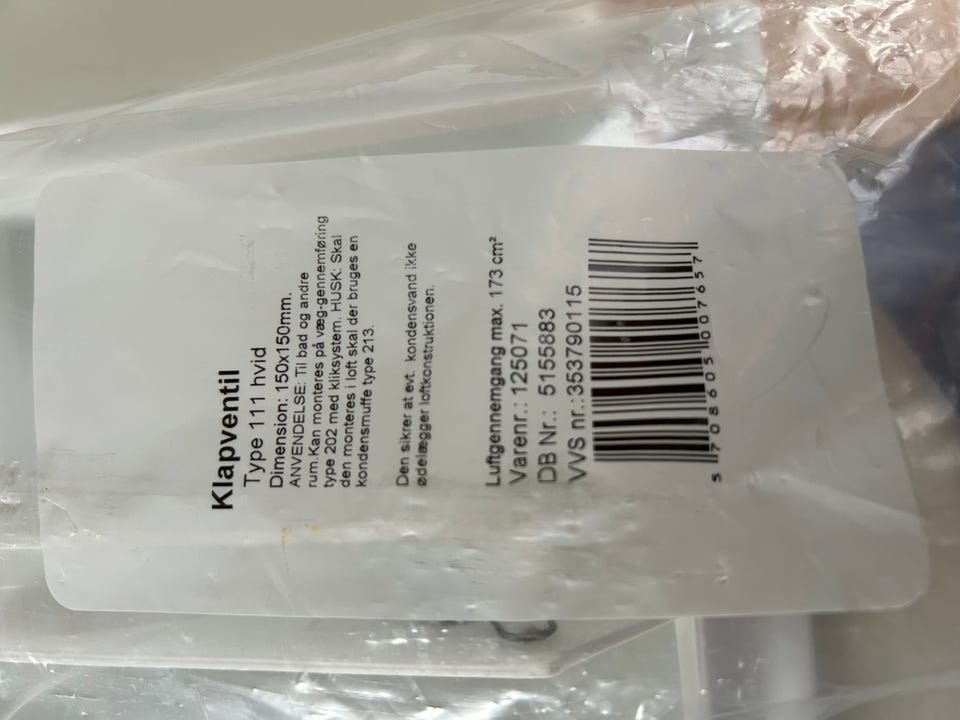 Klapventil
Type 111 hvid
Dimension: 150x150mm.
ANVENDELSE: Til bad og andre
rum.Kan monteres på væg-gennemføring
type 202 med kliksystem. HUSK: Skal
den monteres i loft skal der bruges en
kondensmuffe type 213.
Den sikrer at evt. kondensvand ikke
ødelægger loftkonstruktionen.
Luftgennemgang max. 173 cm²
Varenr.: 125071
DB Nr.: 5155883
VVS nr.:353790115
5 708605 007657